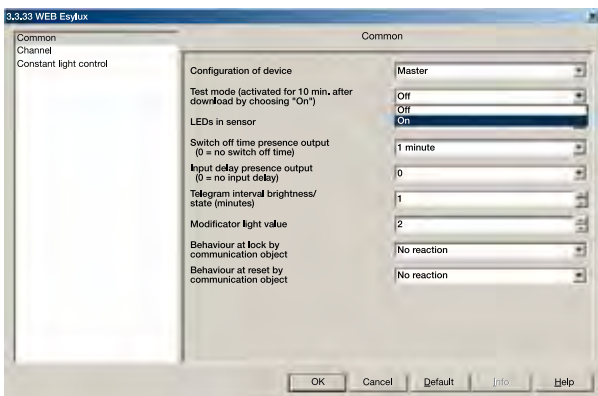 3.3.33 WEB Esylux
Common
Channel
Constant light control
Common
Configuration of device
Master
Test mode (activated for 10 min. after
download by choosing "On")
Off
Off
On
LEDs in sensor
Switch off time presence output
(0 = no switch off time)
1 minute
Input delay presence output
(0 = no input delay)
0
Telegram interval brightness/
state (minutes)
1
Modificator light value
2
Behaviour at lock by
communication object
No reaction
Behaviour at reset by
communication object
No reaction
OK
Cancel
Default
Info
Help